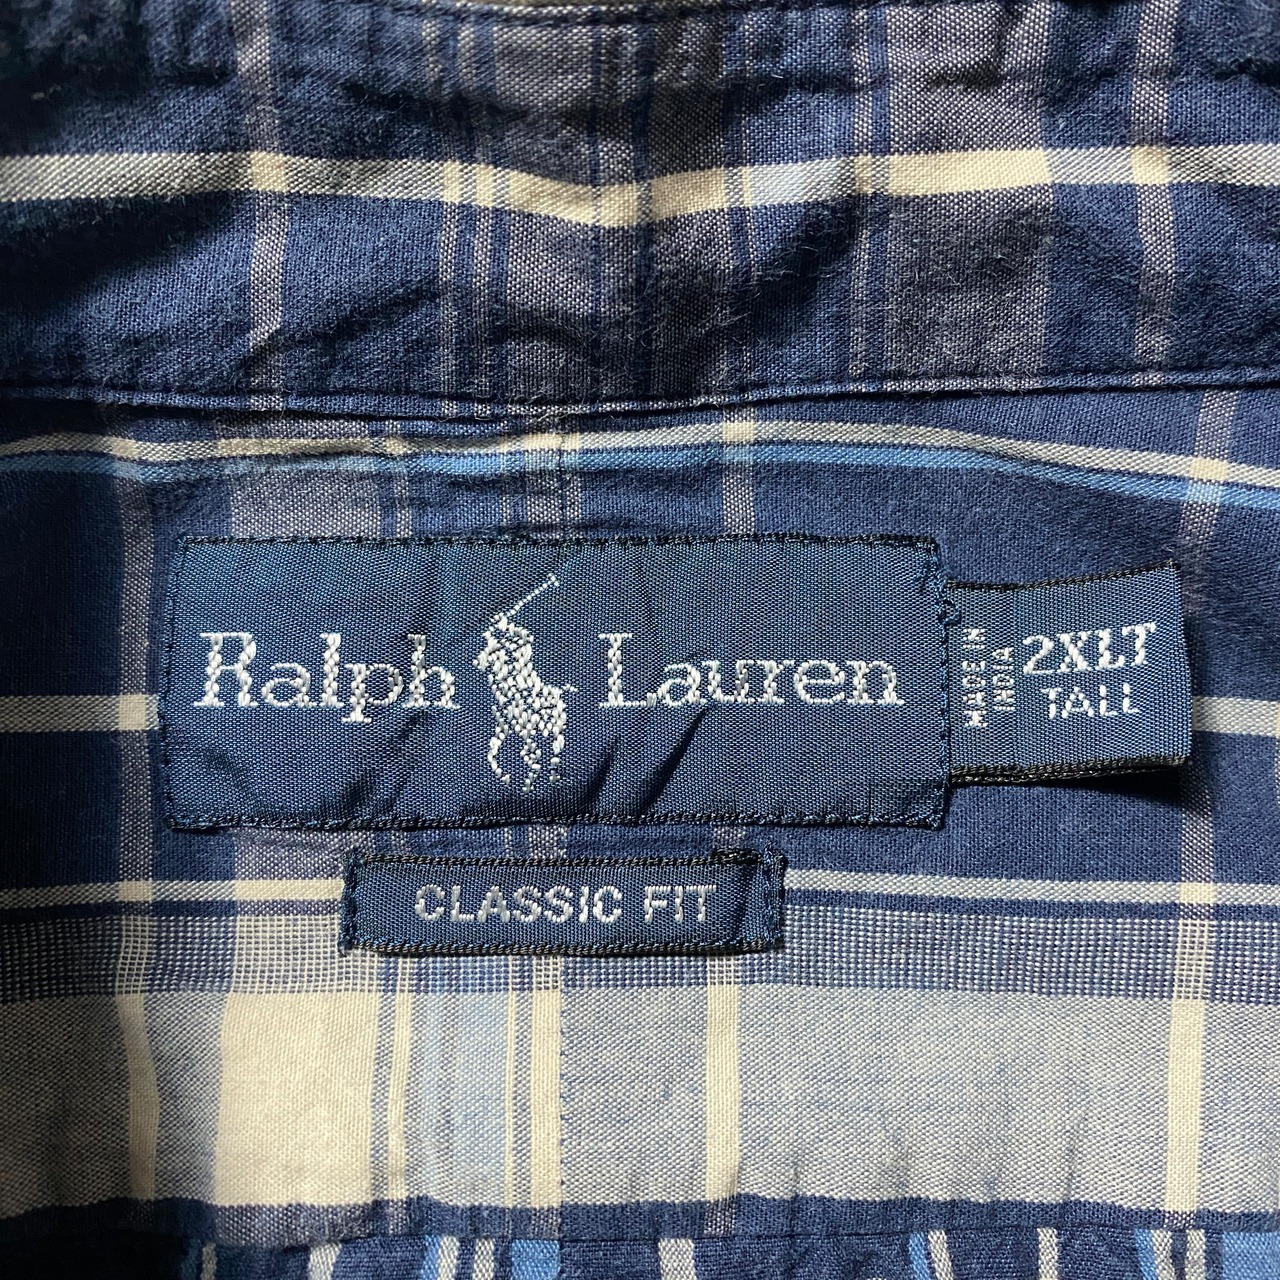 Ralph Lauren
MADE IN
INDIA
2XLT
TALL
CLASSIC FIT